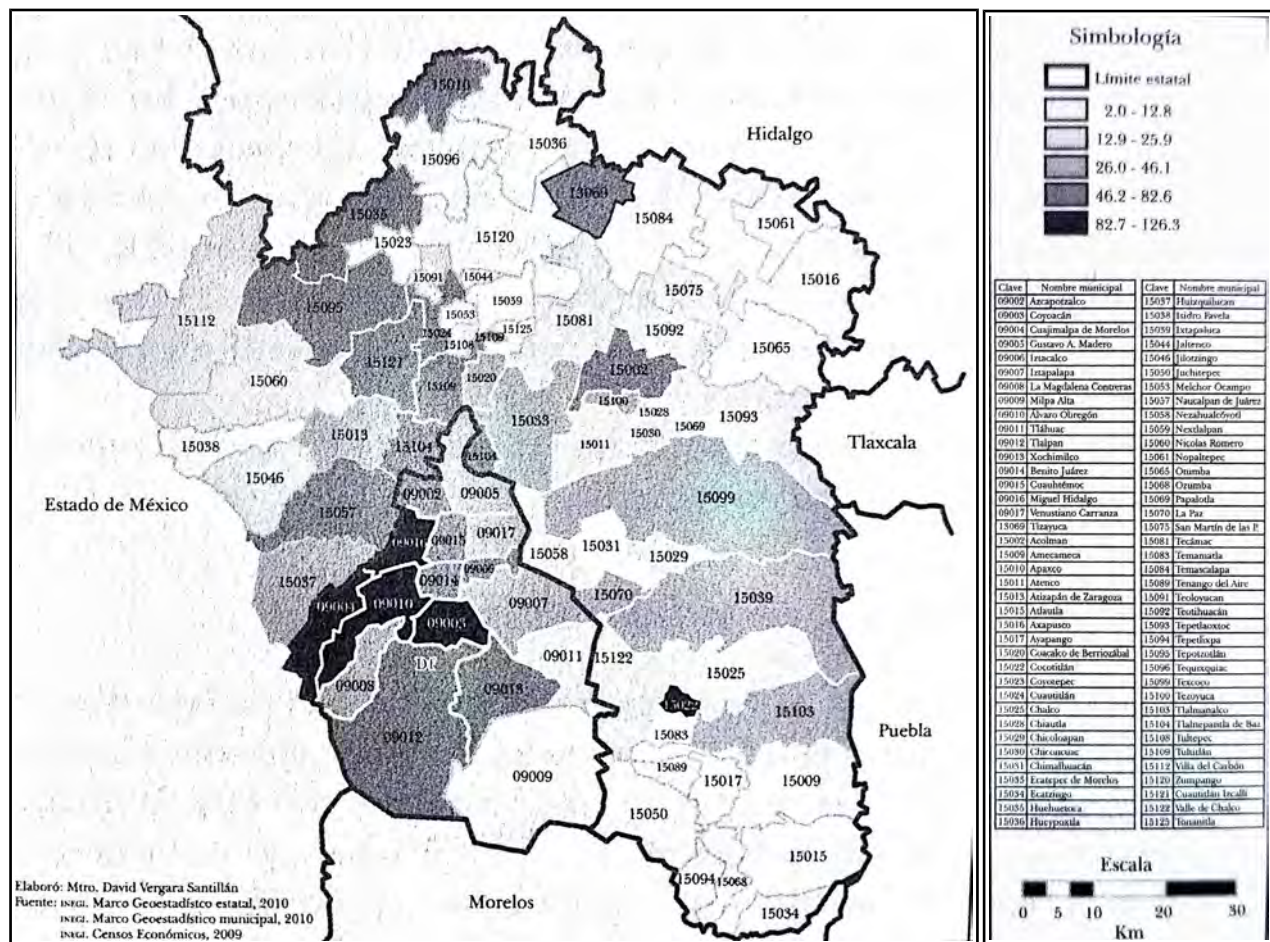 15010
Hidalgo
15036
15096
13069
15084
15061
15035
15023
15120
15016
15091
15044
15075
15095
15059
15112
15053
15081
15024
15125
15092
15108
15109
15065
15121
15060
15002
15109
15020
15100
15028
15093
15033
15013
15069
15104
15011
15030
Tlaxcala
15038
15104
15046
15099
09002
09005
Estado de México
15057
09017
15031
09015
15058
15029
09014
15037
15070
15039
09010
09007
09003
DF
09011
15122
15025
09008
15103
09012
15083
Puebla
15089
15017
15009
09009
15050
15015
15094
15068
15034
Morelos
Elaboró: Mtro. David Vergara Santillán
Fuente: INEGI. Marco Geoestadístco estatal, 2010
INEGI. Marco Geoestadístico municipal, 2010
INEGI. Censos Económicos, 2009
Simbología
Límite estatal
2.0 - 12.8
12.9 - 25.9
26.0 - 46.1
46.2 - 82.6
82.7 - 126.3
Clave Nombre municipal Clave Nombre municipal
09002 Azcapotzalco 15037 Huizquilucan
09003 Coyoacán 15038 Isidro Favela
09004 Cuajimalpa de Morelos 15039 Ixtapaluca
09005 Gustavo A. Madero 15044 Jaltenco
09006 Iztacalco 15046 Jilotzingo
09007 Iztapalapa 15050 Juchitepec
09008 La Magdalena Contreras 15053 Melchor Ocampo
09009 Milpa Alta 15057 Naucalpan de Juárez
09010 Álvaro Obregón 15058 Nezahualcóyotl
09011 Tláhuac 15059 Nextlalpan
09012 Tlalpan 15060 Nicolas Romero
09013 Xochimilco 15061 Nopaltepec
09014 Benito Juárez 15065 Otumba
09015 Cuauhtémoc 15068 Ozumba
09016 Miguel Hidalgo 15069 Papalotla
09017 Venustiano Carranza 15070 La Paz
13069 Tizayuca 15075 San Martín de las P.
15002 Acolman 15081 Tecámac
15009 Amecameca 15083 Temamatla
15010 Apaxco 15084 Temascalapa
15011 Atenco 15089 Tenango del Aire
15013 Atizapán de Zaragoza 15091 Teoloyucan
15015 Atlautla 15092 Teotihuacán
15016 Axapusco 15093 Tepetlaoxtoc
15017 Ayapango 15094 Tepetlixpa
15020 Coacalco de Berriozábal 15095 Tepotzotlán
15022 Cocotitlán 15096 Tequixquiac
15023 Coyotepec 15099 Texcoco
15024 Cuautitlán 15100 Tezoyuca
15025 Chalco 15103 Tlalmanalco
15028 Chiautla 15104 Tlalnepantla de Baz
15029 Chicoloapan 15108 Tultepec
15030 Chiconcuac 15109 Tultitlán
15031 Chimalhuacán 15112 Villa del Carbón
15033 Ecatepec de Morelos 15120 Zumpango
15034 Ecatzingo 15121 Cuautitlán Izcalli
15035 Huehuetoca 15122 Valle de Chalco
15036 Hueypoxtla 15125 Tonanitla
Escala
0 5 10 20 30
Km